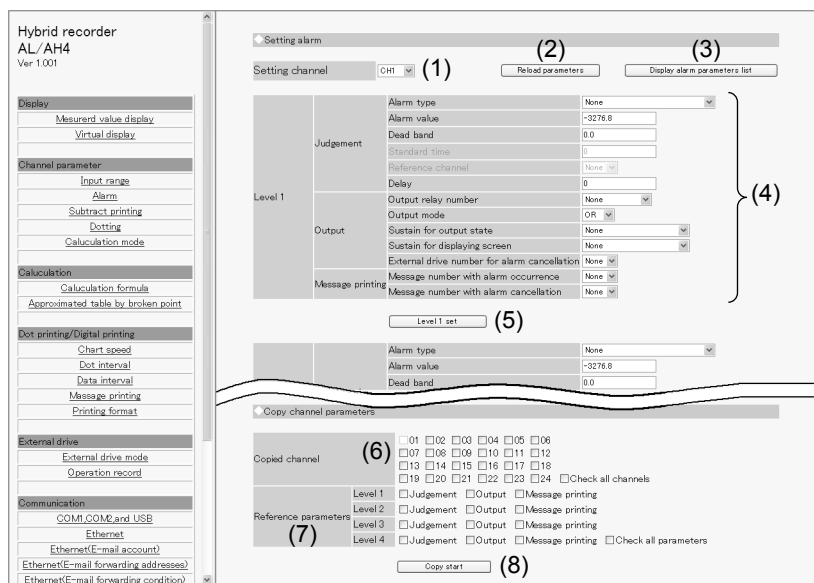 Hybrid recorder
AL/AH4
Ver 1.001
Display
Mesurerd value display
Virtual display
Channel parameter
Input range
Alarm
Subtract printing
Dotting
Caluculation mode
Caluculation
Caluculation formula
Approximated table by broken point
Dot printing/Digital printing
Chart speed
Dot interval
Data interval
Massage printing
Printing format
External drive
External drive mode
Operation record
Communication
COM1,COM2,and USB
Ethernet
Ethernet(E-mail account)
Ethernet(E-mail forwarding addresses)
Ethernet(E-mail forwarding condition)
Setting alarm
Setting channel CH1 (1) (2) Reload parameters (3) Display alarm parameters list
Level 1
Judgement
Alarm type None
Alarm value -3276.8
Dead band 0.0
Standard time 0
Reference channel None
Delay 0
Output
Output relay number None
Output mode OR
Sustain for output state None
Sustain for displaying screen None
External drive number for alarm cancellation None
Message printing
Message number with alarm occurrence None
Message number with alarm cancellation None
(4)
Level 1 set (5)
Alarm type None
Alarm value -3276.8
Dead band 0.0
Copy channel parameters
Copied channel (6)
01 02 03 04 05 06
07 08 09 10 11 12
13 14 15 16 17 18
19 20 21 22 23 24 Check all channels
Reference parameters (7)
Level 1 Judgement Output Message printing
Level 2 Judgement Output Message printing
Level 3 Judgement Output Message printing
Level 4 Judgement Output Message printing Check all parameters
Copy start (8)